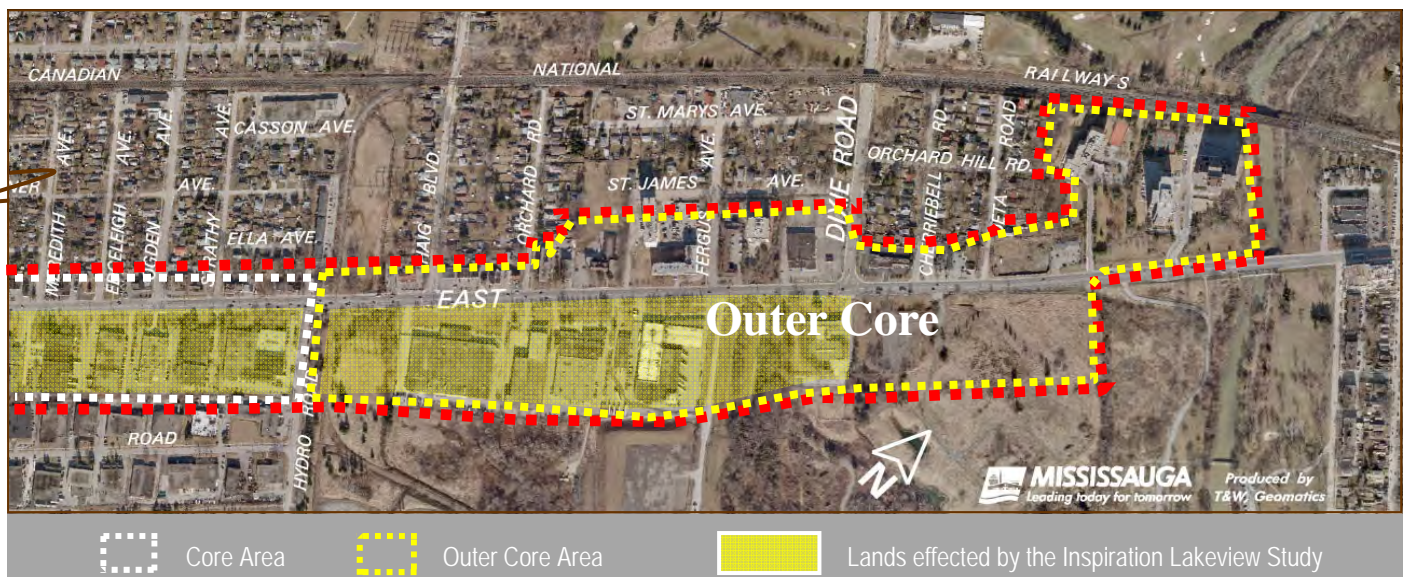 CANADIAN NATIONAL RAILWAYS
ST. MARYS AVE.
CASSON AVE.
AVE.
AVE.
AVE.
AVE.
ORCHARD RD.
AVE.
DIXIE ROAD
RD
ROAD
ORCHARD HILL RD.
NER AVE.
ST. JAMES AVE.
MEREDITH
EDGELEIGH
OGDEN
STRATHY
ELLA AVE.
HAIG BLVD.
FERGUS
CHERRIEBELL
ZETA
EAST
Outer Core
ROAD
HYDRO ROAD
N
MISSISSAUGA
Leading today for tomorrow
Produced by
T&W, Geomatics
Core Area
Outer Core Area
Lands effected by the Inspiration Lakeview Study